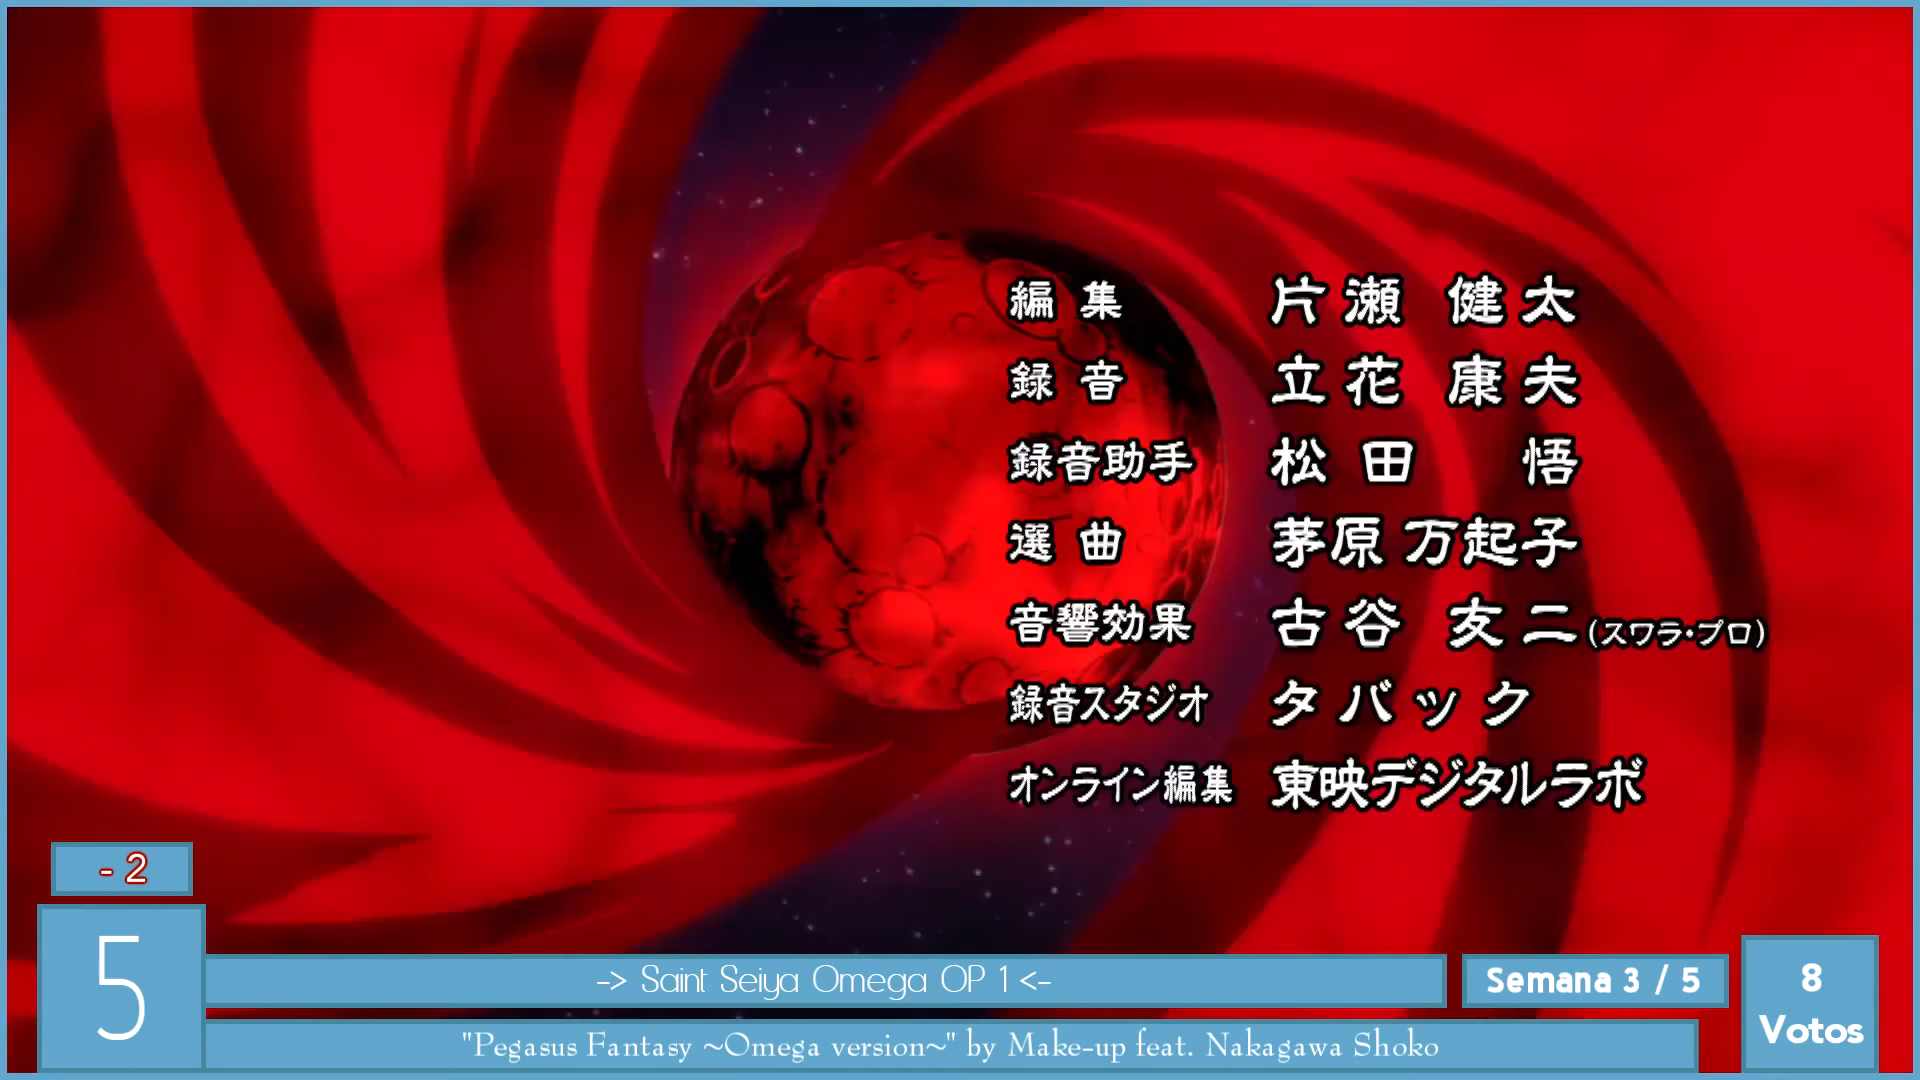 編集 片瀬 健太
録音 立花 康夫
録音助手 松田 悟
選曲 茅原 万起子
音響効果 古谷 友二 (スワラ・プロ)
録音スタジオ タバック
オンライン編集 東映デジタルラボ
- 2
5
-> Saint Seiya Omega OP 1 <-
Semana 3 / 5
8
Votos
"Pegasus Fantasy ~Omega version~" by Make-up feat. Nakagawa Shoko